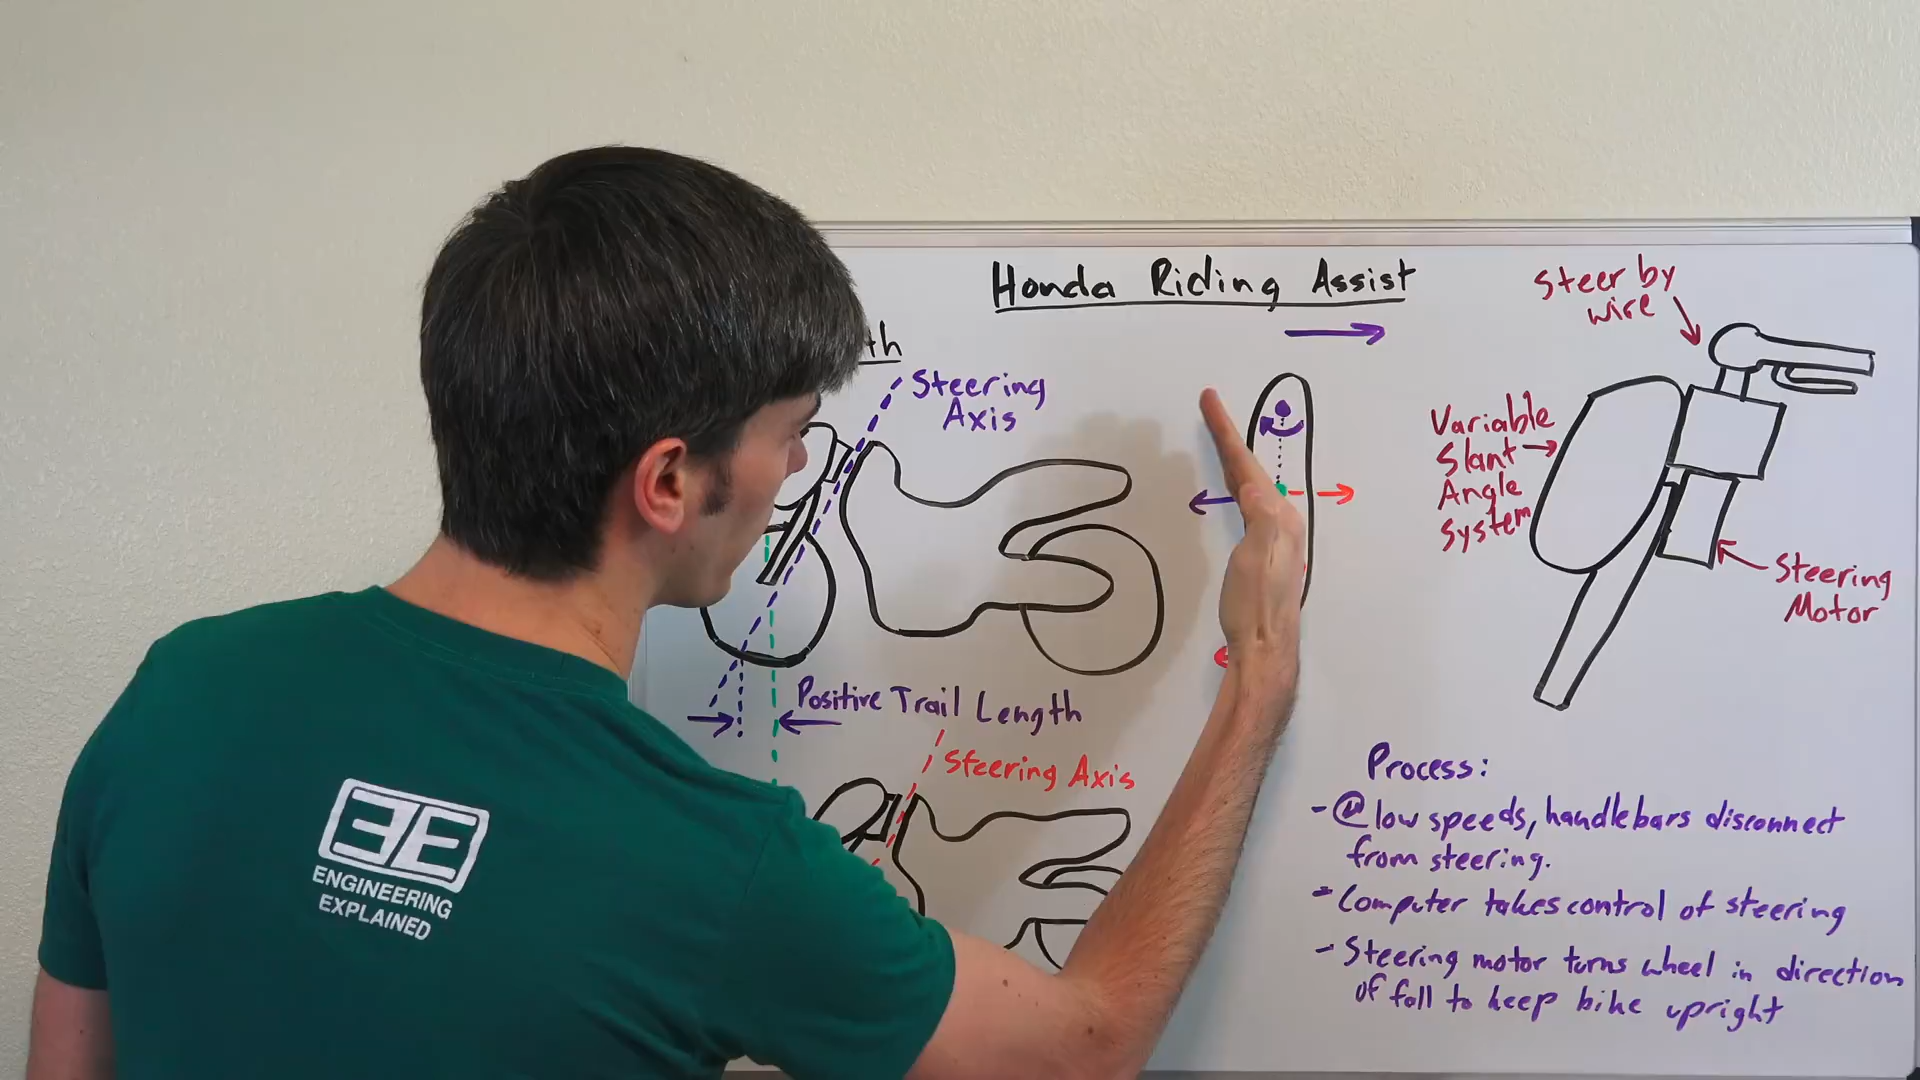 Honda Riding Assist
th
Steering
Axis
Positive Trail Length
Steering Axis
Steer by
wire
Variable
Slant
Angle
System
Steering
Motor
Process:
- @ low speeds, handlebars disconnect
from steering.
- Computer takes control of steering
- Steering motor turns wheel in direction
of fall to keep bike upright
EE
ENGINEERING
EXPLAINED